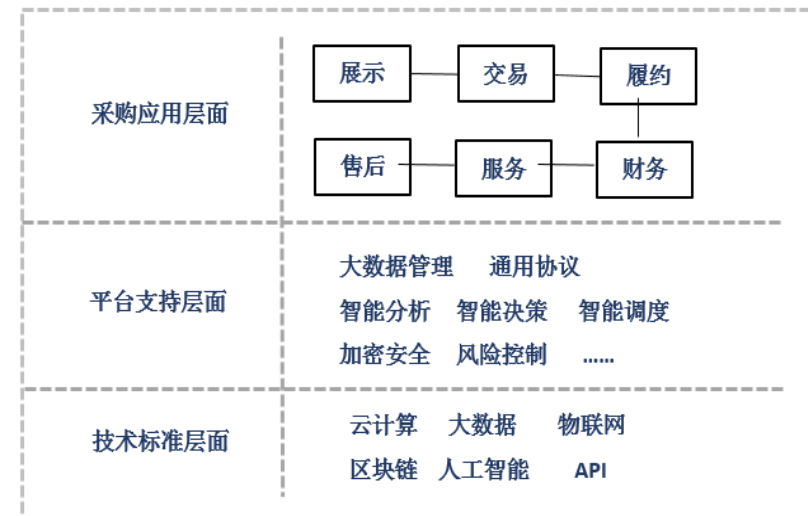 采购应用层面
展示 交易 履约
售后 服务 财务
平台支持层面
大数据管理 通用协议
智能分析 智能决策 智能调度
加密安全 风险控制 ......
技术标准层面
云计算 大数据 物联网
区块链 人工智能 API